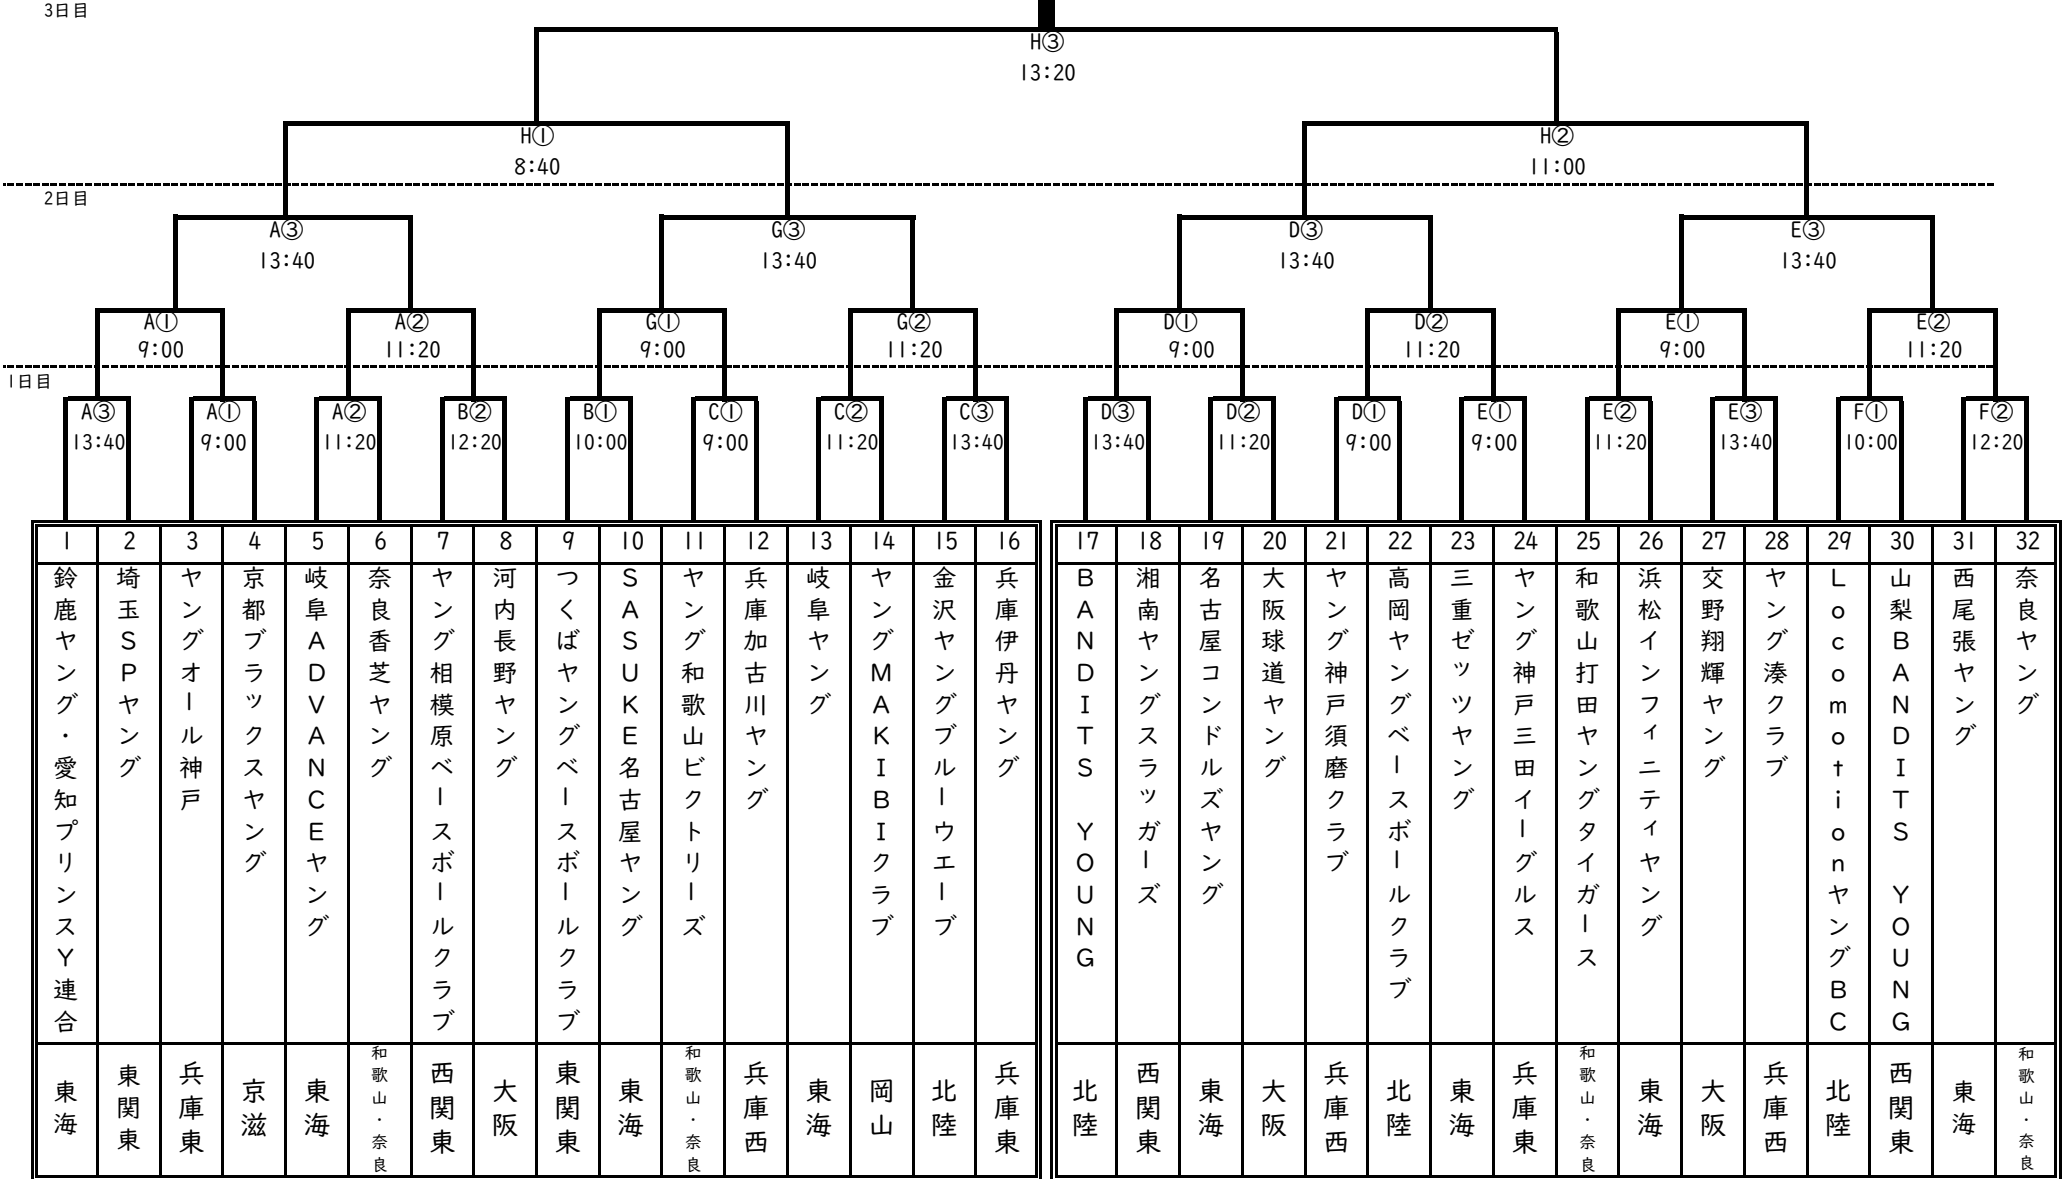 3日目
H③
13:20
H① H②
8:40 11:00
2日目
A③ G③ D③ E③
13:40 13:40 13:40 13:40
A① A② G① G② D① D② E① E②
9:00 11:20 9:00 11:20 9:00 11:20 9:00 11:20
1日目
A③ A① A② B② B① C① C② C③ D③ D② D① E① E② E③ F① F②
13:40 9:00 11:20 12:20 10:00 9:00 11:20 13:40 13:40 11:20 9:00 9:00 11:20 13:40 10:00 12:20
1 2 3 4 5 6 7 8 9 10 11 12 13 14 15 16 17 18 19 20 21 22 23 24 25 26 27 28 29 30 31 32
鈴鹿ヤング・愛知プリンスY連合
埼玉SPヤング
ヤングオール神戸
京都ブラックスヤング
岐阜ADVANCEヤング
奈良香芝ヤング
ヤング相模原ベースボールクラブ
河内長野ヤング
つくばヤングベースボールクラブ
SASUKE名古屋ヤング
ヤング和歌山ビクトリーズ
兵庫加古川ヤング
岐阜ヤング
ヤングMAKIBIクラブ
金沢ヤングブルーウエーブ
兵庫伊丹ヤング
BANDITS YOUNG
湘南ヤングスラッガーズ
名古屋コンドルズヤング
大阪球道ヤング
ヤング神戸須磨クラブ
高岡ヤングベースボールクラブ
三重ゼッツヤング
ヤング神戸三田イーグルス
和歌山打田ヤングタイガース
浜松インフィニティヤング
交野翔輝ヤング
ヤング湊クラブ
LocomotionヤングBC
山梨BANDITS YOUNG
西尾張ヤング
奈良ヤング
東海
東関東
兵庫東
京滋
東海
和歌山・奈良
西関東
大阪
東関東
東海
和歌山・奈良
兵庫西
東海
岡山
北陸
兵庫東
北陸
西関東
東海
大阪
兵庫西
北陸
東海
兵庫東
和歌山・奈良
東海
大阪
兵庫西
北陸
西関東
東海
和歌山・奈良